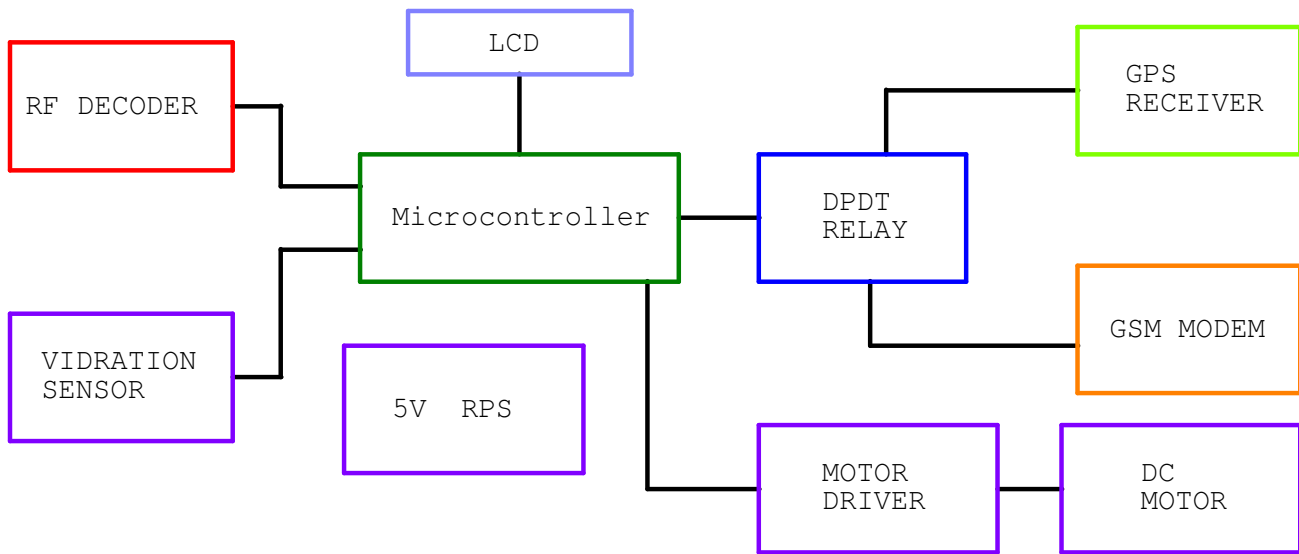 LCD
RF DECODER
GPS
RECEIVER
Microcontroller
DPDT
RELAY
GSM MODEM
VIDRATION
SENSOR
5V RPS
MOTOR
DRIVER
DC
MOTOR